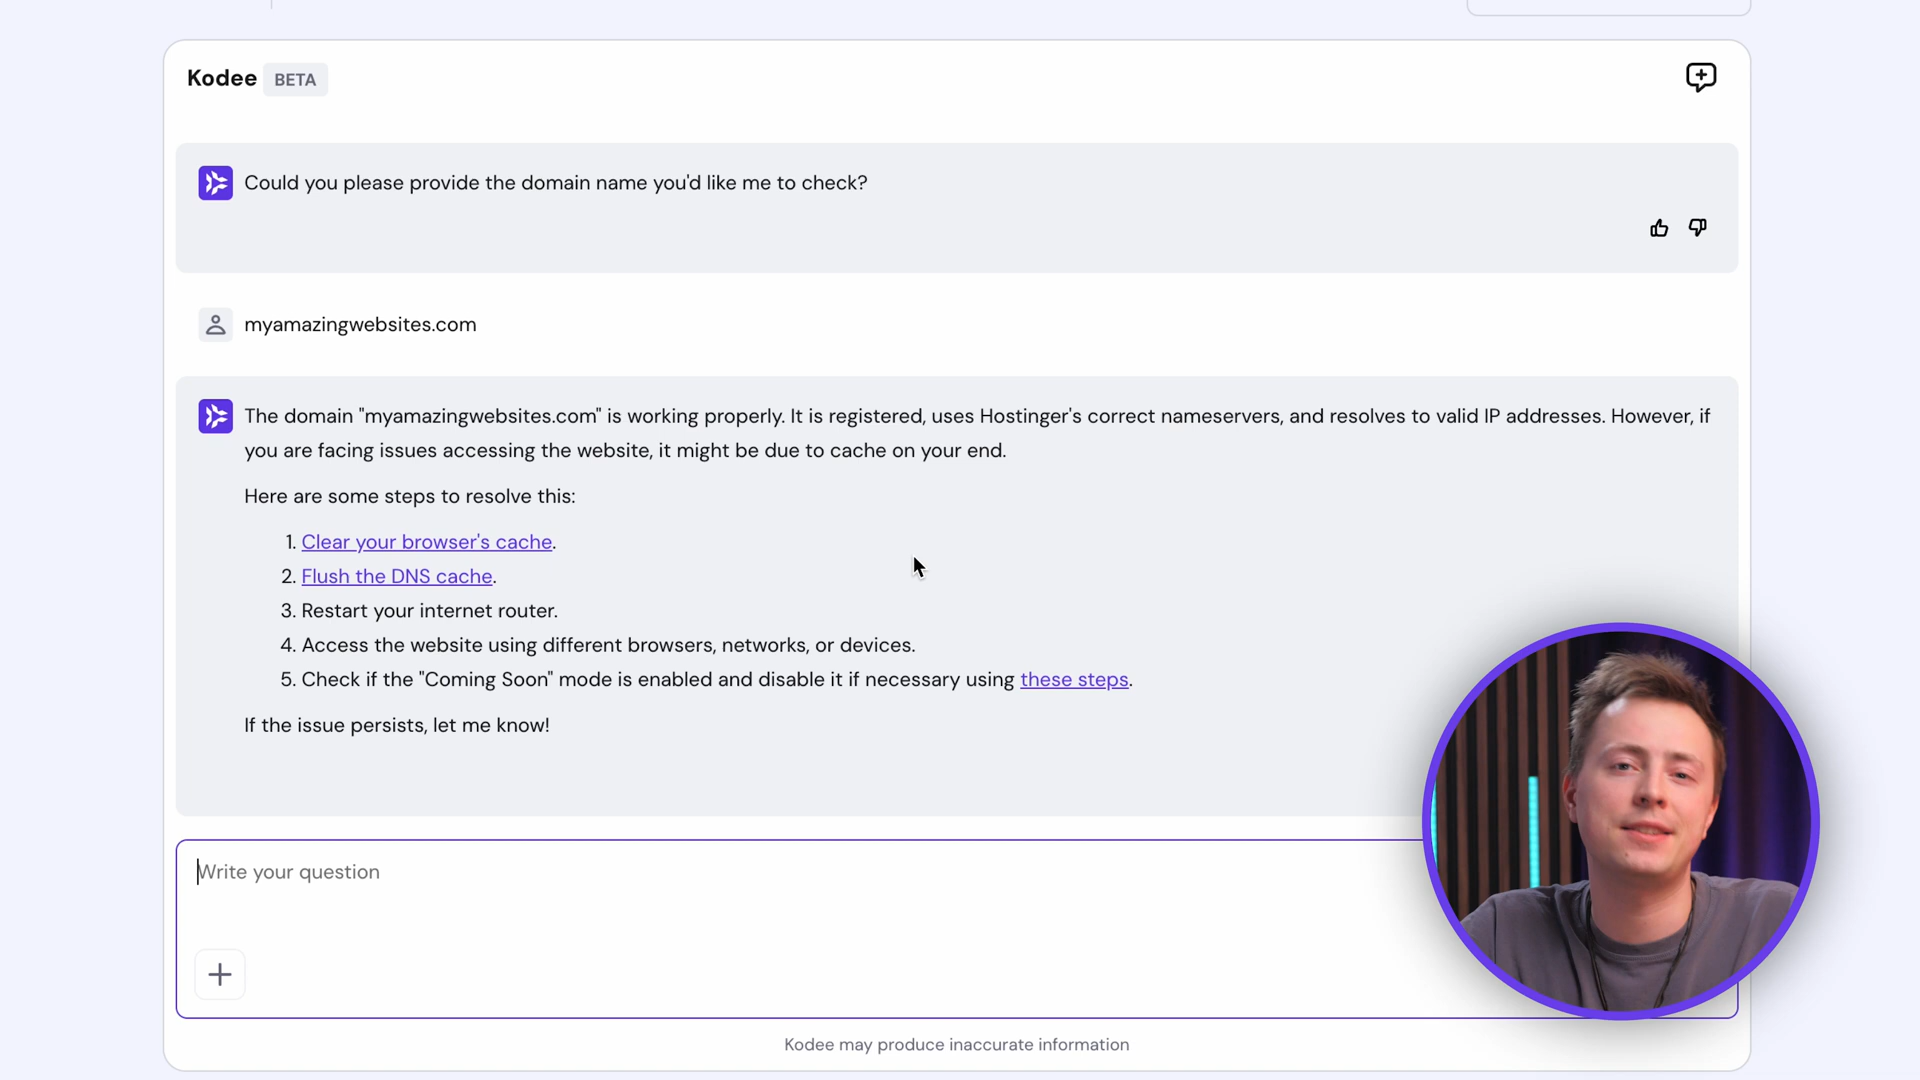 Kodee BETA
Could you please provide the domain name you'd like me to check?
myamazingwebsites.com
The domain "myamazingwebsites.com" is working properly. It is registered, uses Hostinger's correct nameservers, and resolves to valid IP addresses. However, if
you are facing issues accessing the website, it might be due to cache on your end.
Here are some steps to resolve this:
1. Clear your browser's cache.
2. Flush the DNS cache.
3. Restart your internet router.
4. Access the website using different browsers, networks, or devices.
5. Check if the "Coming Soon" mode is enabled and disable it if necessary using these steps.
If the issue persists, let me know!
Write your question
Kodee may produce inaccurate information